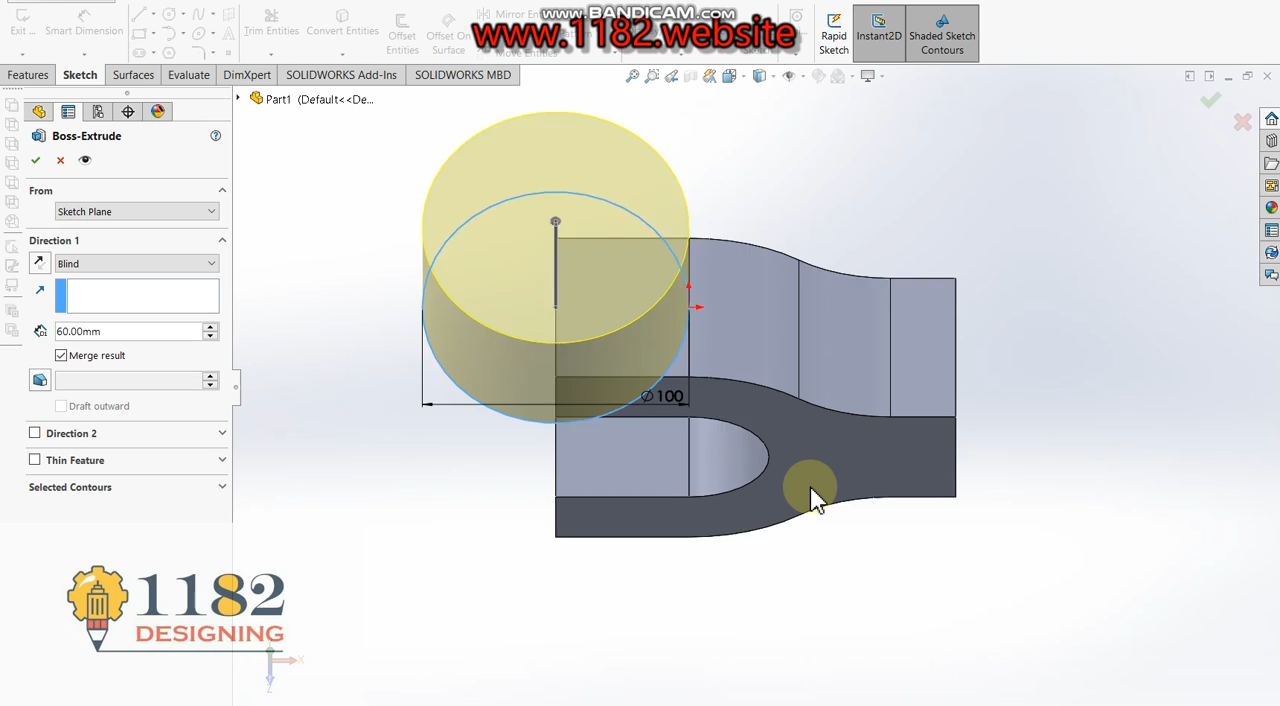 www.BANDICAM.com
www.1182.website
Exit ...
Smart Dimension
Trim Entities
Convert Entities
Offset Entities
Offset On Surface
Mirror Entities
Move Entities
Rapid Sketch
Instant2D
Shaded Sketch Contours
Features
Sketch
Surfaces
Evaluate
DimXpert
SOLIDWORKS Add-Ins
SOLIDWORKS MBD
Part1 (Default<<De...
Boss-Extrude
From
Sketch Plane
Direction 1
Blind
D1
60.00mm
Merge result
Draft outward
Direction 2
Thin Feature
Selected Contours
∅100
1182
DESIGNING
X
Z